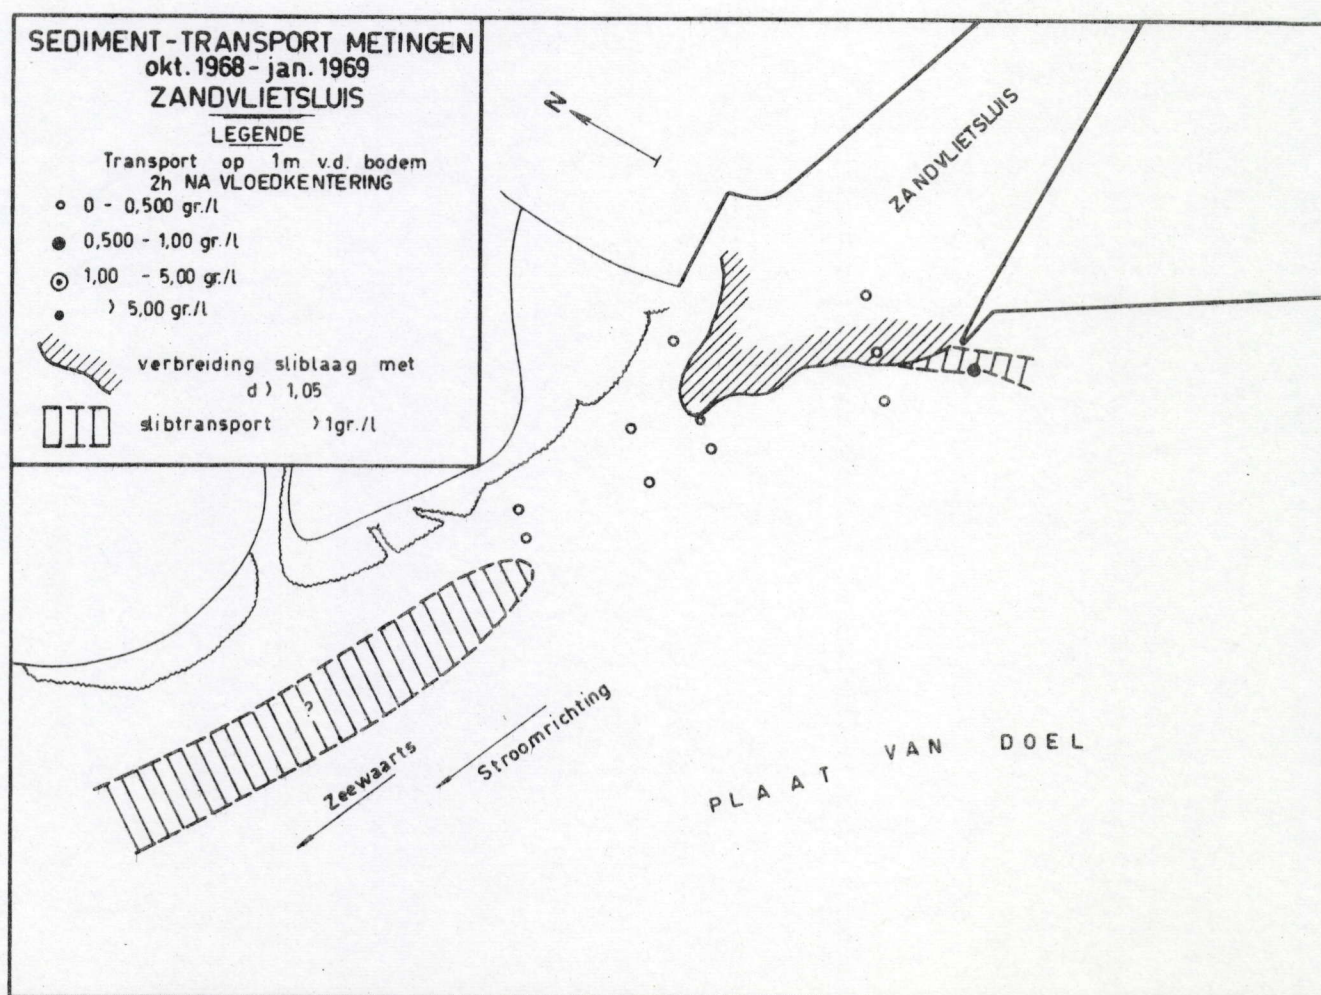 SEDIMENT-TRANSPORT METINGEN
okt. 1968 - jan. 1969
ZANDVLIETSLUIS
LEGENDE
Transport op 1m v.d. bodem
2h NA VLOEDKENTERING
0 - 0,500 gr./l
0,500 - 1,00 gr./l
1,00 - 5,00 gr./l
> 5,00 gr./l
verbreiding sliblaag met
d > 1,05
slibtransport > 1gr./l
N
ZANDVLIETSLUIS
?
Zeewaarts
Stroomrichting
PLAAT VAN DOEL